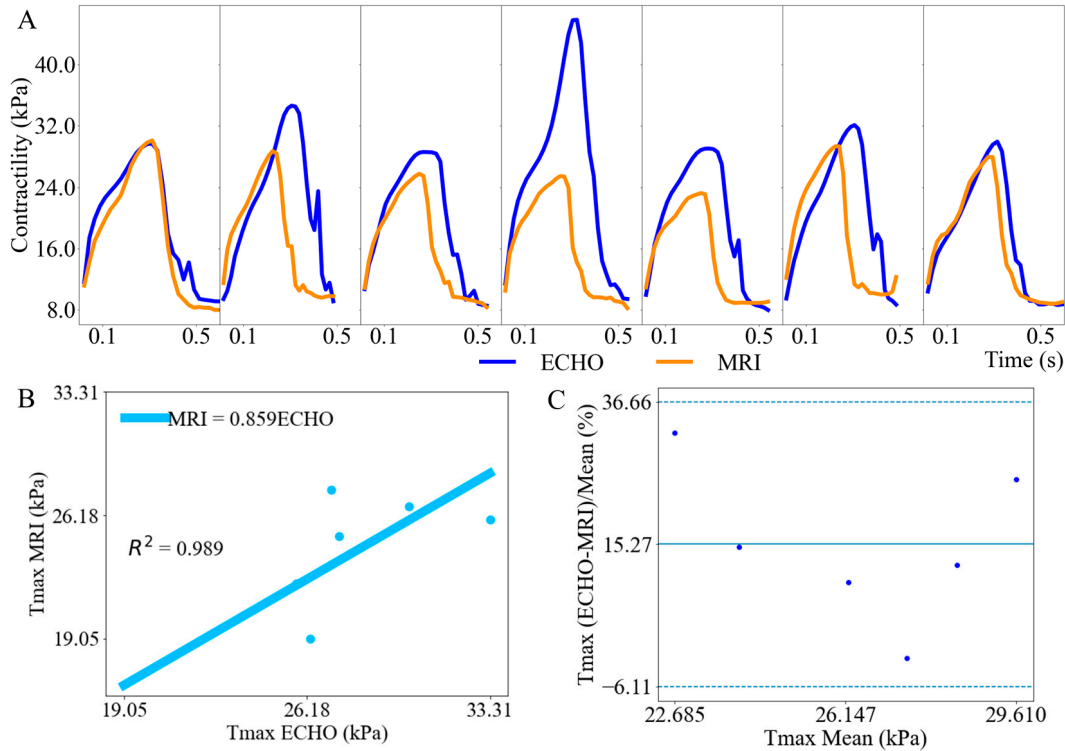 A
Contractility (kPa)
40.0
32.0
24.0
16.0
8.0
0.1 0.5 0.1 0.5 0.1 0.5 0.1 0.5 0.1 0.5 0.1 0.5 0.1 0.5
ECHO MRI Time (s)
B
Tmax MRI (kPa)
33.31
26.18
19.05
MRI = 0.859ECHO
R² = 0.989
19.05 26.18 33.31
Tmax ECHO (kPa)
C
Tmax (ECHO-MRI)/Mean (%)
36.66
15.27
−6.11
22.685 26.147 29.610
Tmax Mean (kPa)